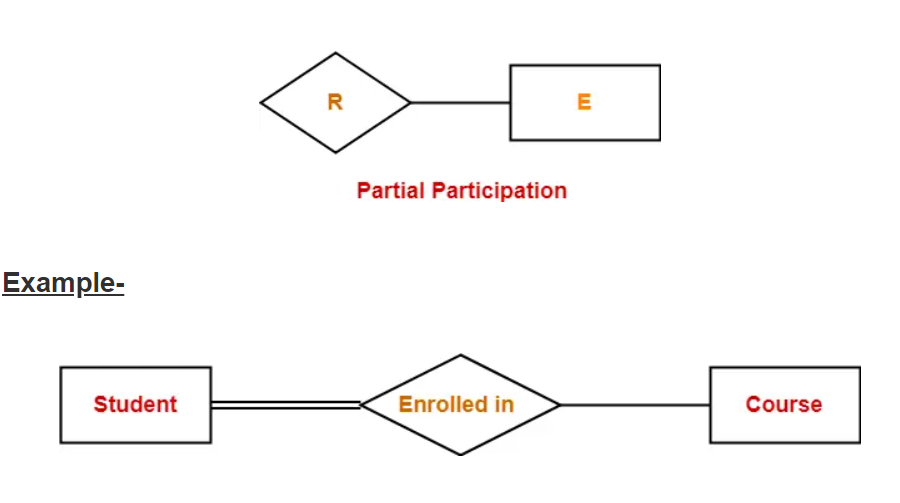 R
E
Partial Participation
Example-
Student
Enrolled in
Course